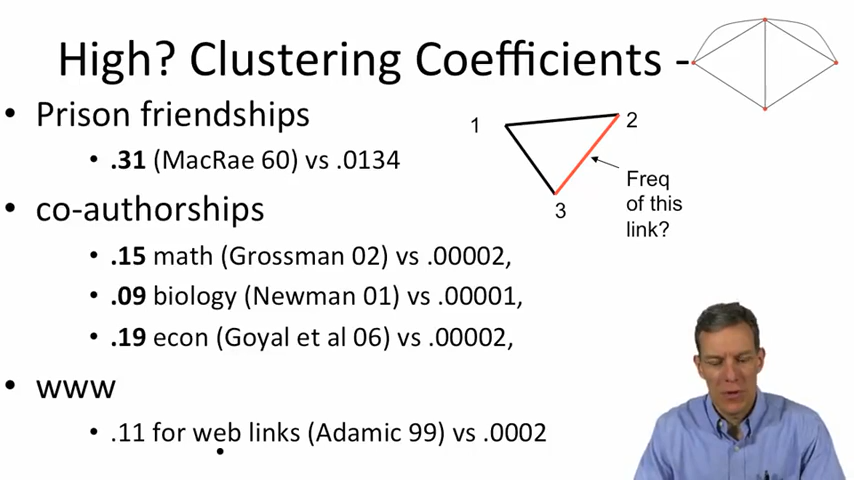 High? Clustering Coefficients -
• Prison friendships
• .31 (MacRae 60) vs .0134
• co-authorships
• .15 math (Grossman 02) vs .00002,
• .09 biology (Newman 01) vs .00001,
• .19 econ (Goyal et al 06) vs .00002,
• www
• .11 for web links (Adamic 99) vs .0002
•
1
2
3
Freq
of this
link?